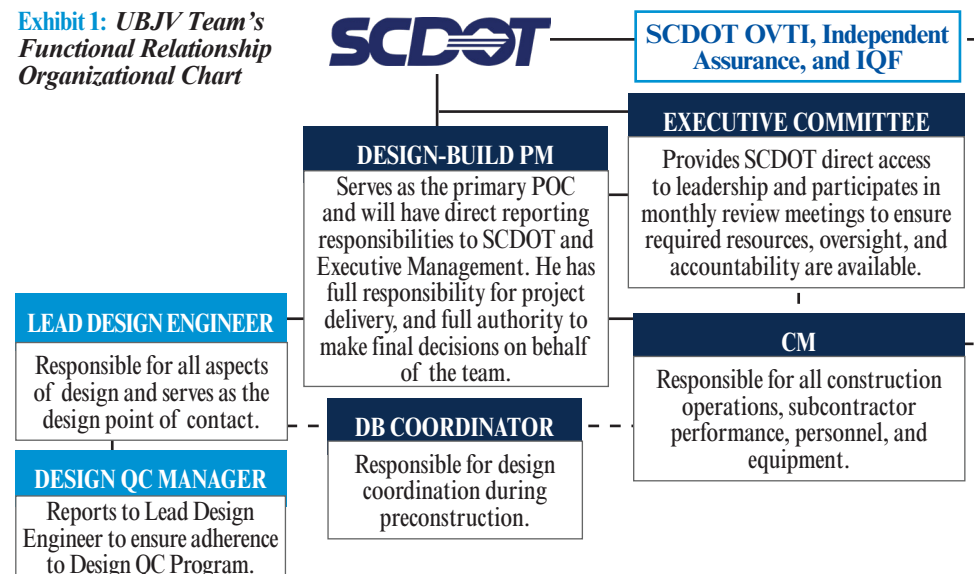 Exhibit 1: UBJV Team's
Functional Relationship
Organizational Chart
SCDOT
SCDOT OVTI, Independent
Assurance, and IQF
EXECUTIVE COMMITTEE
Provides SCDOT direct access
to leadership and participates in
monthly review meetings to ensure
required resources, oversight, and
accountability are available.
DESIGN-BUILD PM
Serves as the primary POC
and will have direct reporting
responsibilities to SCDOT and
Executive Management. He has
full responsibility for project
delivery, and full authority to
make final decisions on behalf
of the team.
LEAD DESIGN ENGINEER
Responsible for all aspects
of design and serves as the
design point of contact.
CM
Responsible for all construction
operations, subcontractor
performance, personnel, and
equipment.
DB COORDINATOR
Responsible for design
coordination during
preconstruction.
DESIGN QC MANAGER
Reports to Lead Design
Engineer to ensure adherence
to Design QC Program.